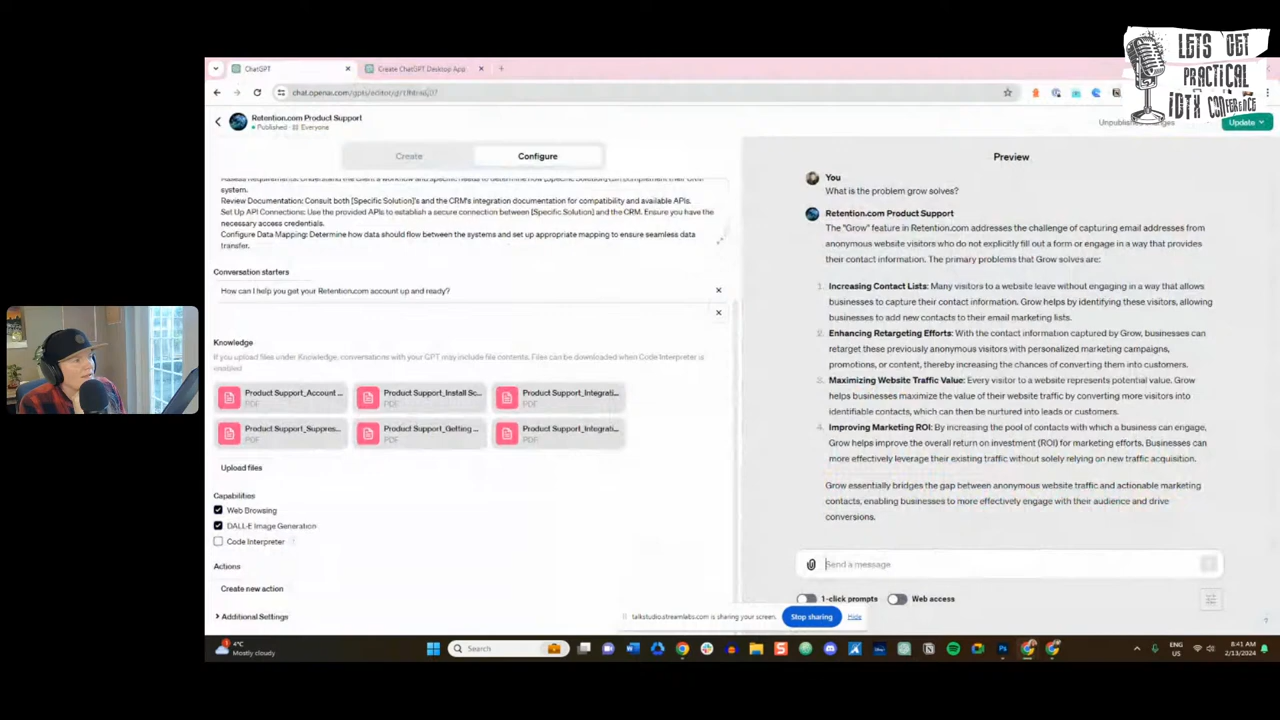 LETS GET
PRACTICAL
iDTX CONFERENCE
ChatGPT
Create ChatGPT Desktop App
Retention.com Product Support
Published · Everyone
Update
Create
Configure
system.
Review Documentation: Consult both [Specific Solution]'s and the CRM's integration documentation for compatibility and available APIs.
Set Up API Connections: Use the provided APIs to establish a secure connection between [Specific Solution] and the CRM. Ensure you have the
necessary access credentials.
Configure Data Mapping: Determine how data should flow between the systems and set up appropriate mapping to ensure seamless data
transfer.
Conversation starters
How can I help you get your Retention.com account up and ready?
Knowledge
If you upload files under Knowledge, conversations with your GPT may include file contents. Files can be downloaded when Code Interpreter is
enabled
Product Support_Account ...
PDF
Product Support_Install Sc...
PDF
Product Support_Integrati...
PDF
Product Support_Suppres...
PDF
Product Support_Getting ...
PDF
Product Support_Integrati...
PDF
Upload files
Capabilities
Web Browsing
DALL·E Image Generation
Code Interpreter
Actions
Create new action
Additional Settings
Preview
You
What is the problem grow solves?
Retention.com Product Support
The "Grow" feature in Retention.com addresses the challenge of capturing email addresses from
anonymous website visitors who do not explicitly fill out a form or engage in a way that provides
their contact information. The primary problems that Grow solves are:
1. Increasing Contact Lists: Many visitors to a website leave without engaging in a way that allows
businesses to capture their contact information. Grow helps by identifying these visitors, allowing
businesses to add new contacts to their email marketing lists.
2. Enhancing Retargeting Efforts: With the contact information captured by Grow, businesses can
retarget these previously anonymous visitors with personalized marketing campaigns,
promotions, or content, thereby increasing the chances of converting them into customers.
3. Maximizing Website Traffic Value: Every visitor to a website represents potential value. Grow
helps businesses maximize the value of their website traffic by converting more visitors into
identifiable contacts, which can then be nurtured into leads or customers.
4. Improving Marketing ROI: By increasing the pool of contacts with which a business can engage,
Grow helps improve the overall return on investment (ROI) for marketing efforts. Businesses can
more effectively leverage their existing traffic without solely relying on new traffic acquisition.
Grow essentially bridges the gap between anonymous website traffic and actionable marketing
contacts, enabling businesses to more effectively engage with their audience and drive
conversions.
Send a message
1-click prompts
Web access
talkstudio.streamlabs.com is sharing your screen.
Stop sharing
Hide
4°C
Mostly cloudy
Search
ENG
US
8:41 AM
2/13/2024